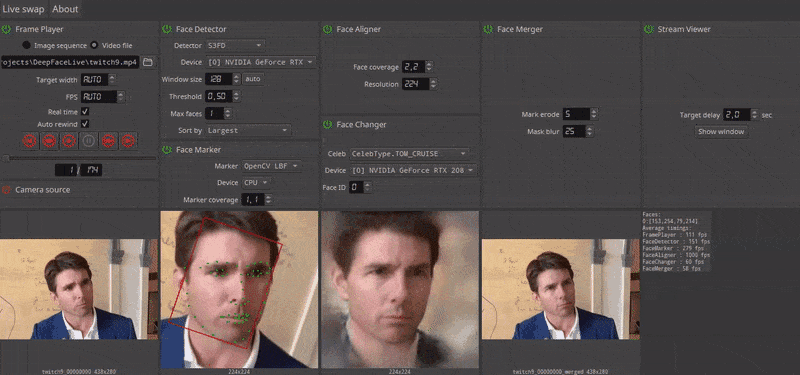 Live swap About
Frame Player
Image sequence Video file
ojects\DeepFaceLive\twitch9.mp4
Target width AUTO
FPS AUTO
Real time
Auto rewind
1 / 174
Camera source
Face Detector
Detector S3FD
Device [0] NVIDIA GeForce RTX
Window size 128 auto
Threshold 0,50
Max faces 1
Sort by Largest
Face Marker
Marker OpenCV LBF
Device CPU
Marker coverage 1,1
Face Aligner
Face coverage 2,2
Resolution 224
Face Changer
Celeb CelebType.TOM_CRUISE
Device [0] NVIDIA GeForce RTX 208
Face ID 0
Face Merger
Mark erode 5
Mask blur 25
Stream Viewer
Target delay 2,0 sec
Show window
Faces:
0:[153,254,79,214]
Average timings:
FramePlayer : 111 fps
FaceDetector : 151 fps
FaceMarker : 279 fps
FaceAligner : 1000 fps
FaceChanger : 60 fps
FaceMerger : 58 fps
twitch9_00000000 438x280
224x224
224x224
twitch9_00000000_merged 438x280